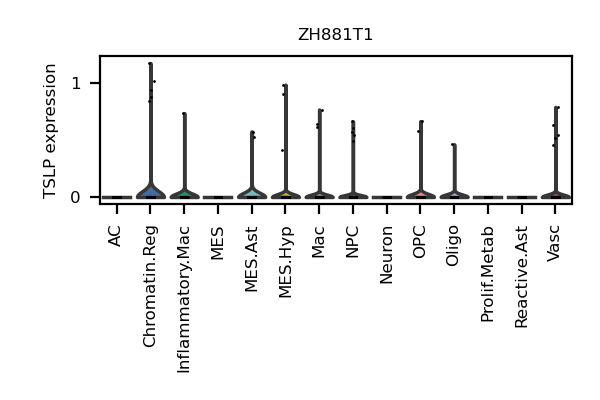 ZH881T1
TSLP expression
1
0
AC
Chromatin.Reg
Inflammatory.Mac
MES
MES.Ast
MES.Hyp
Mac
NPC
Neuron
OPC
Oligo
Prolif.Metab
Reactive.Ast
Vasc